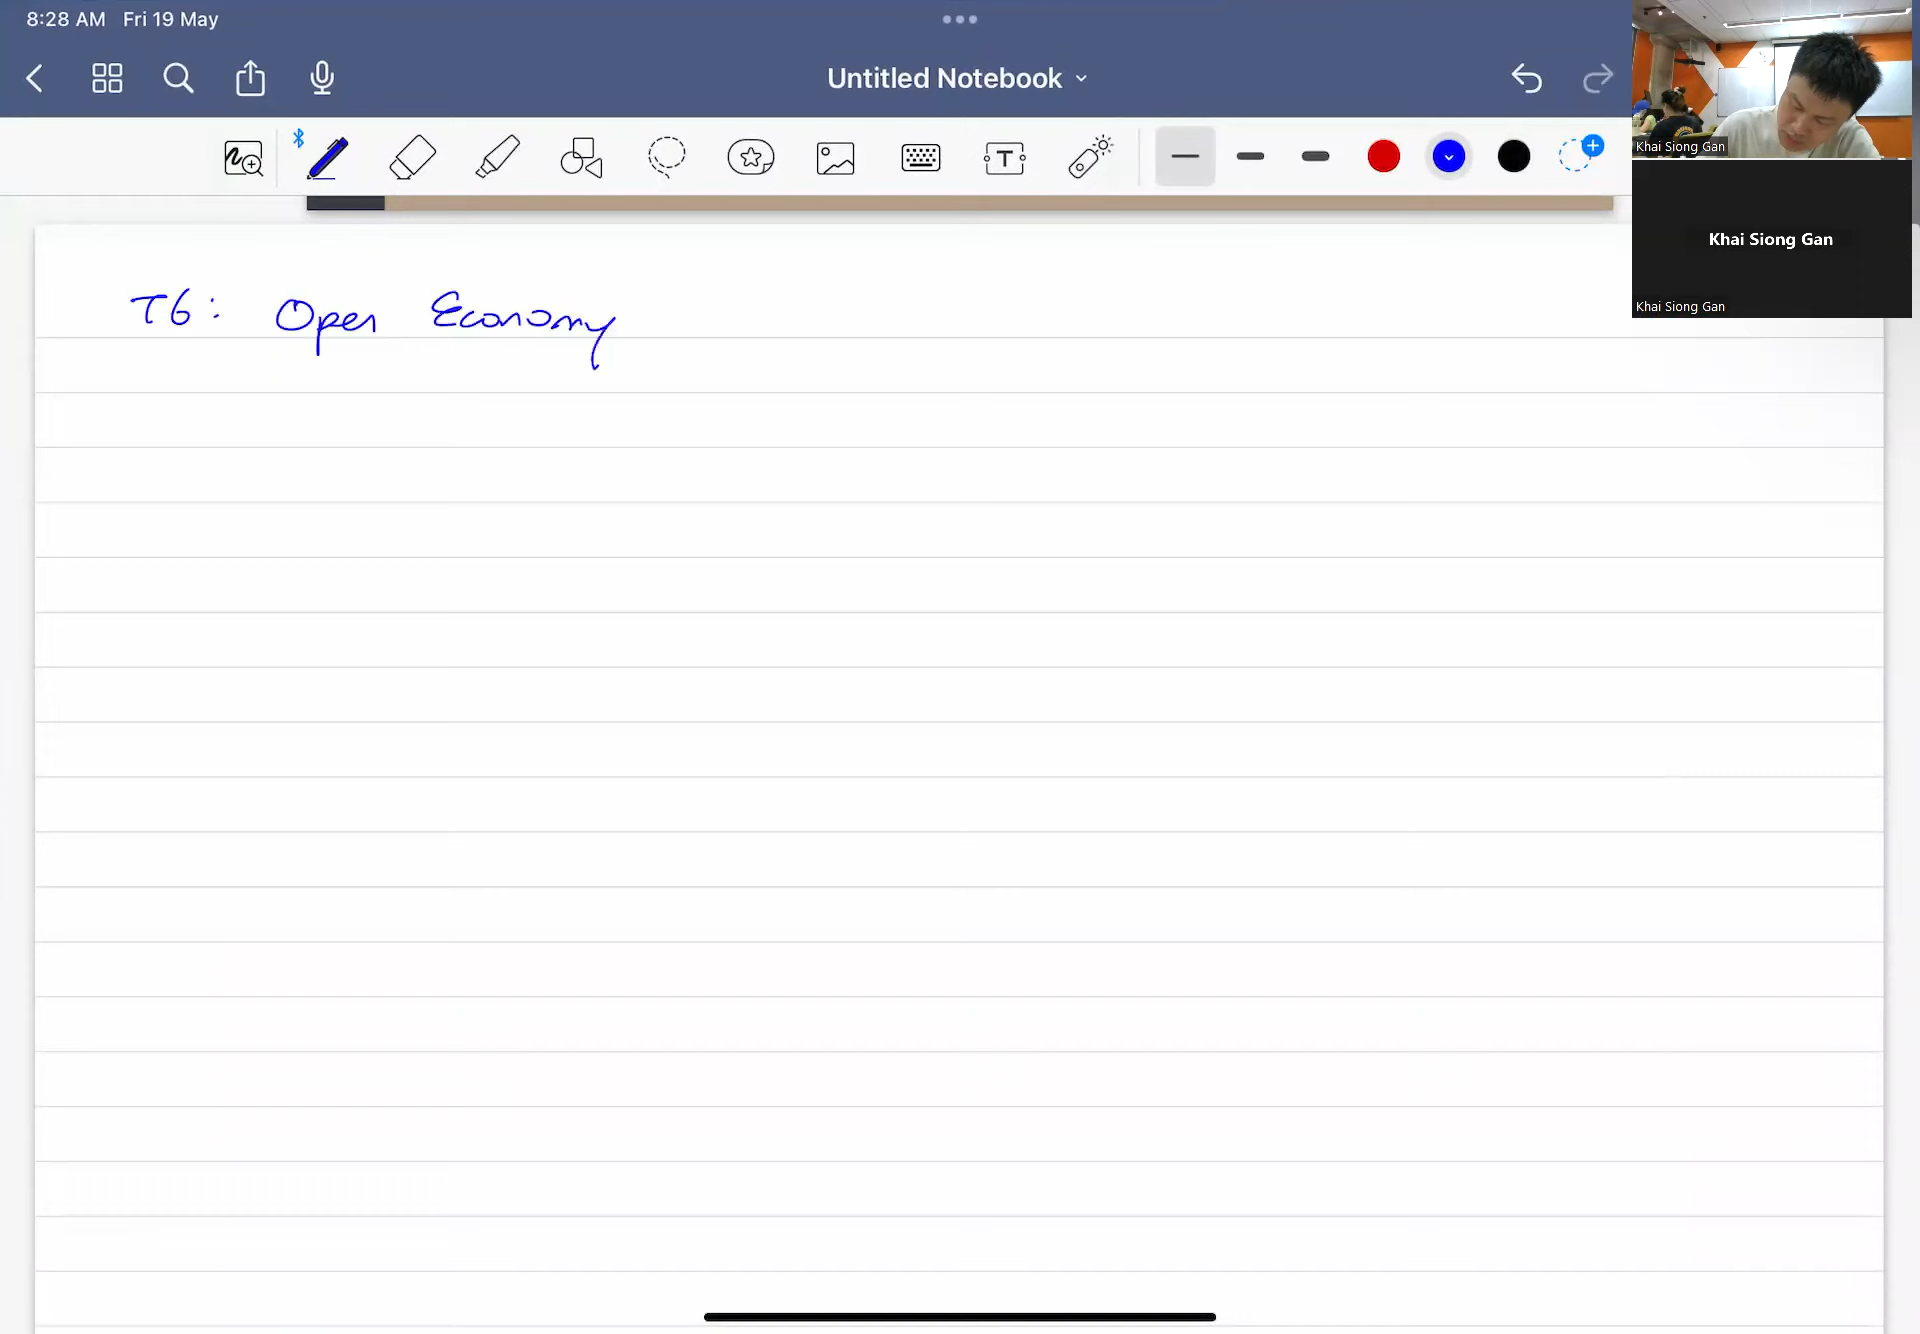 8:28 AM Fri 19 May
Untitled Notebook
T
Khai Siong Gan
Khai Siong Gan
Khai Siong Gan
T6: Open Economy